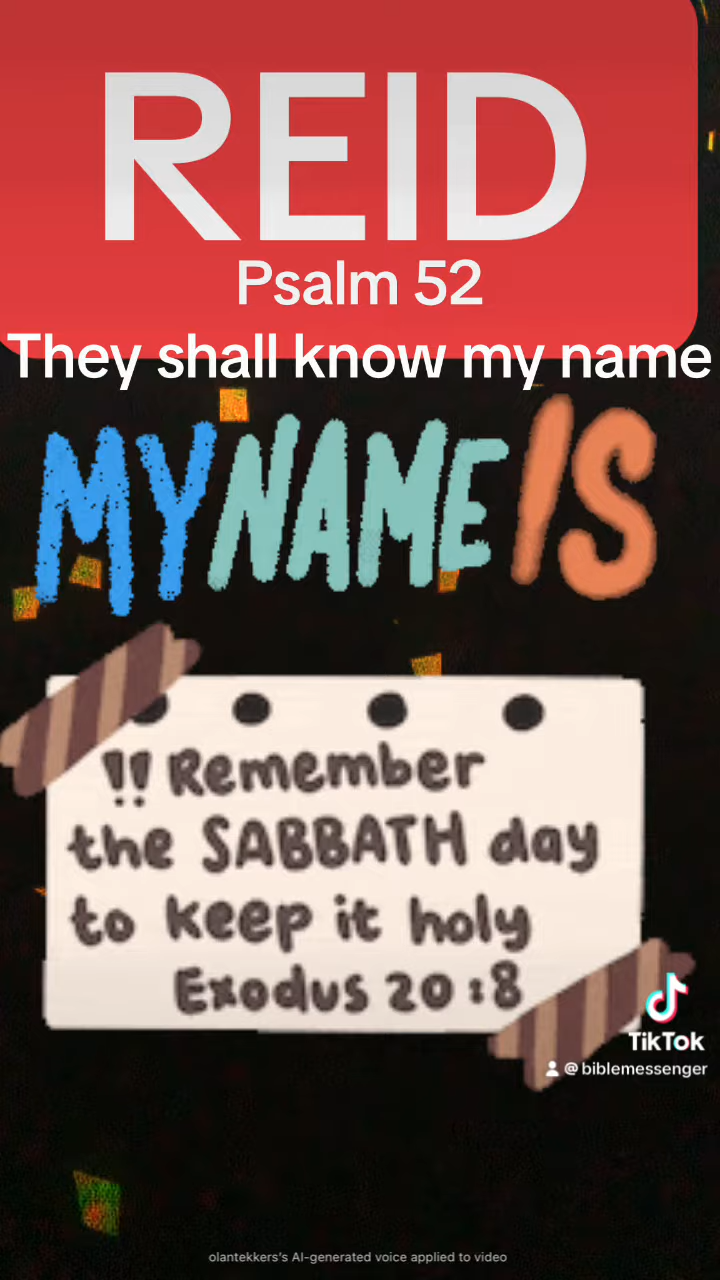 REID
Psalm 52
They shall know my name
MY NAME IS
!! Remember
the SABBATH day
to keep it holy
Exodus 20:8
TikTok
@biblemessenger
olantekkers's AI-generated voice applied to video